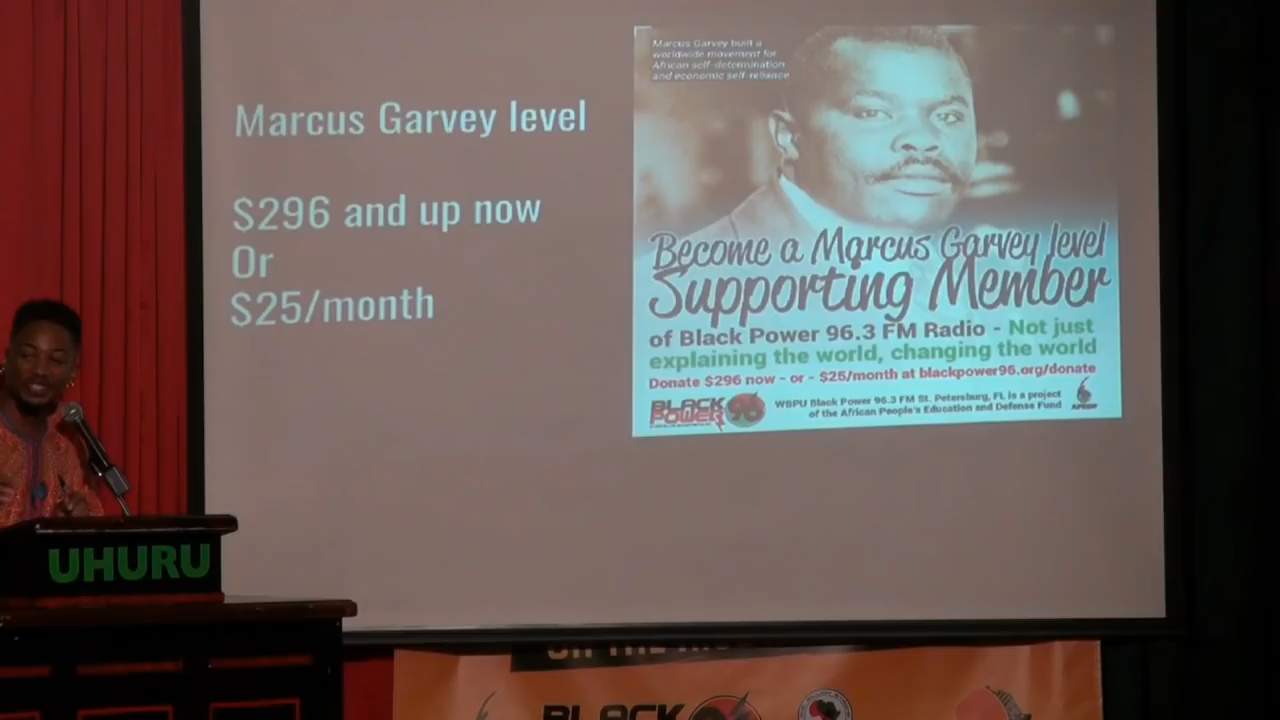 Marcus Garvey level
$296 and up now
Or
$25/month
Marcus Garvey built a
worldwide movement for
African self-determination
and economic self-reliance
Become a Marcus Garvey level
Supporting Member
of Black Power 96.3 FM Radio - Not just
explaining the world, changing the world
Donate $296 now - or - $25/month at blackpower96.org/donate
BLACK
POWER 96
WBPU Black Power 96.3 FM St. Petersburg, FL is a project
of the African People's Education and Defense Fund
UHURU
BLACK